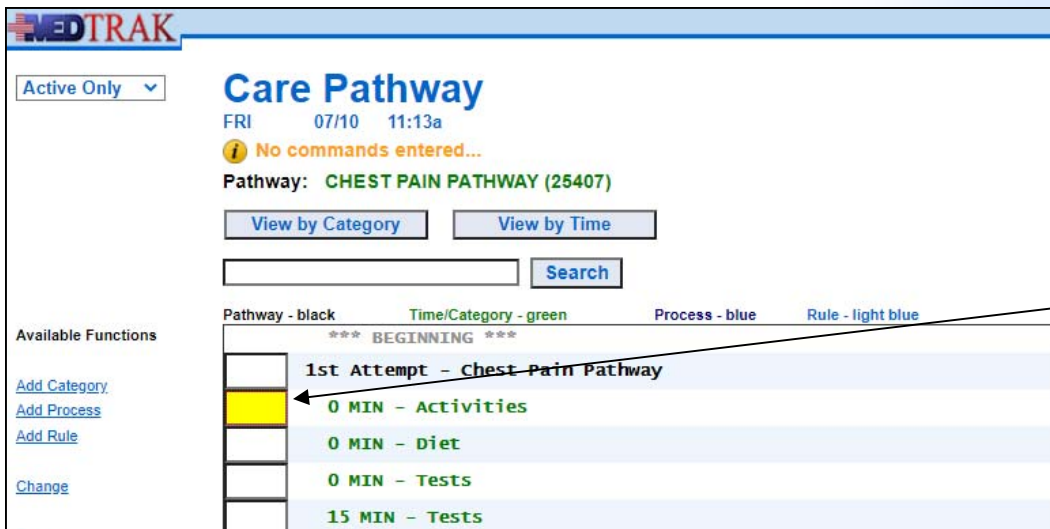 MEDTRAK
Active Only
Care Pathway
FRI 07/10 11:13a
i No commands entered...
Pathway: CHEST PAIN PATHWAY (25407)
View by Category View by Time
Search
Pathway - black Time/Category - green Process - blue Rule - light blue
Available Functions
*** BEGINNING ***
1st Attempt - Chest Pain Pathway
Add Category
Add Process
0 MIN - Activities
Add Rule
0 MIN - Diet
Change
0 MIN - Tests
15 MIN - Tests